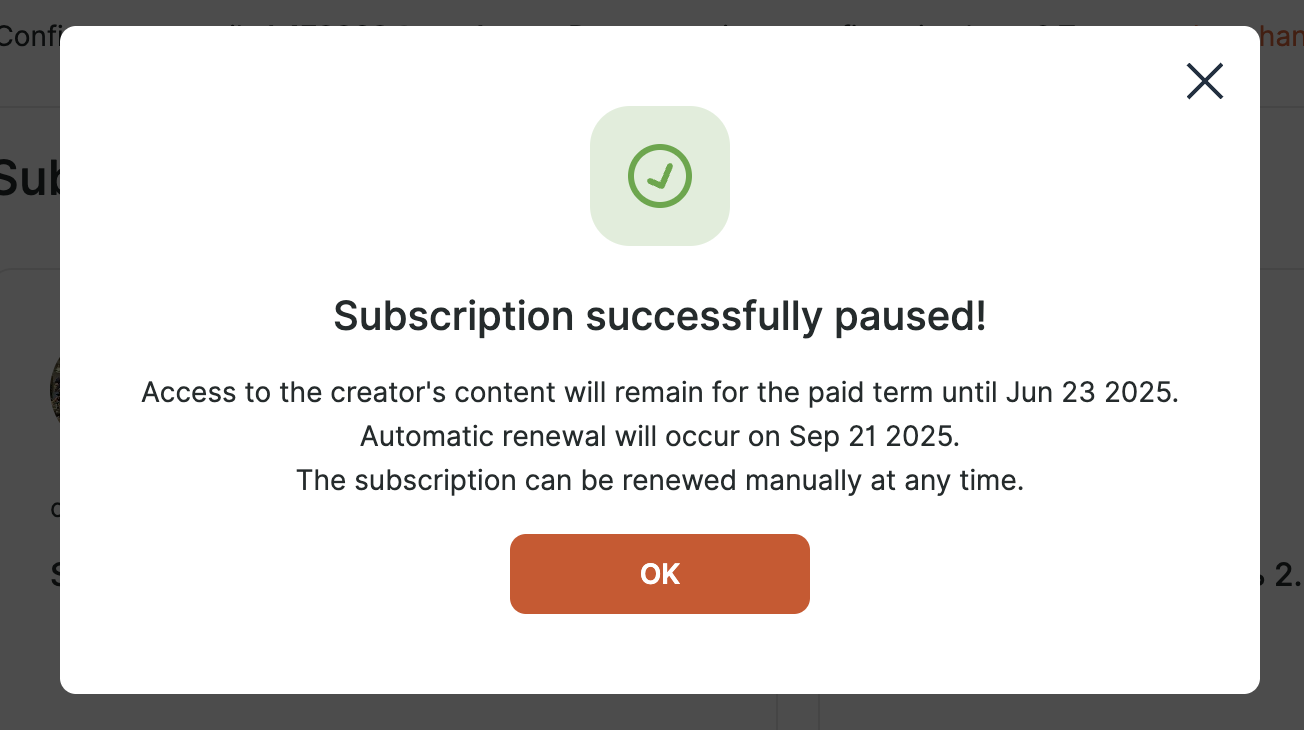 Subscription successfully paused!
Access to the creator's content will remain for the paid term until Jun 23 2025.
Automatic renewal will occur on Sep 21 2025.
The subscription can be renewed manually at any time.
OK